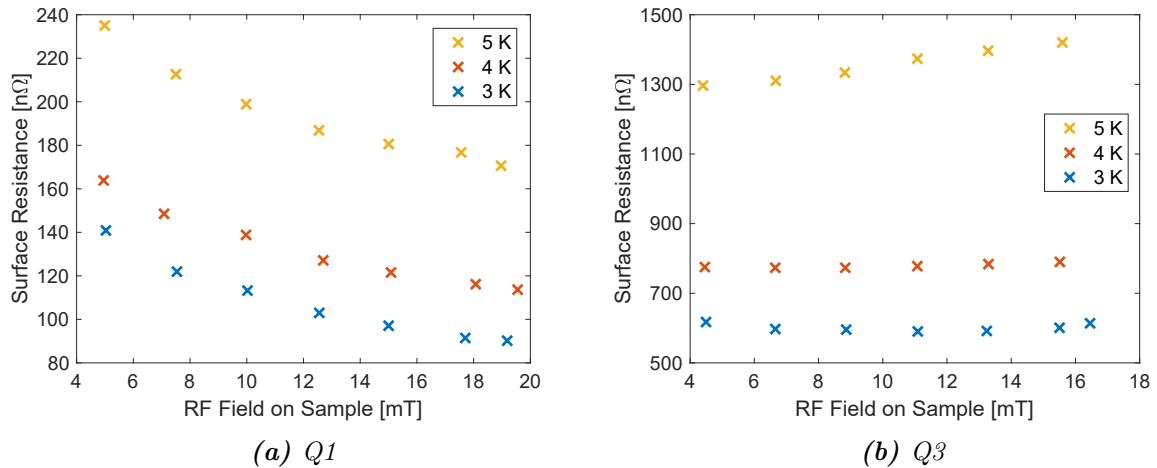 240
220
200
180
160
140
120
100
80
Surface Resistance [nΩ]
5 K
4 K
3 K
4 6 8 10 12 14 16 18 20
RF Field on Sample [mT]
(a) Q1
1500
1300
1100
900
700
500
Surface Resistance [nΩ]
5 K
4 K
3 K
4 6 8 10 12 14 16 18
RF Field on Sample [mT]
(b) Q3